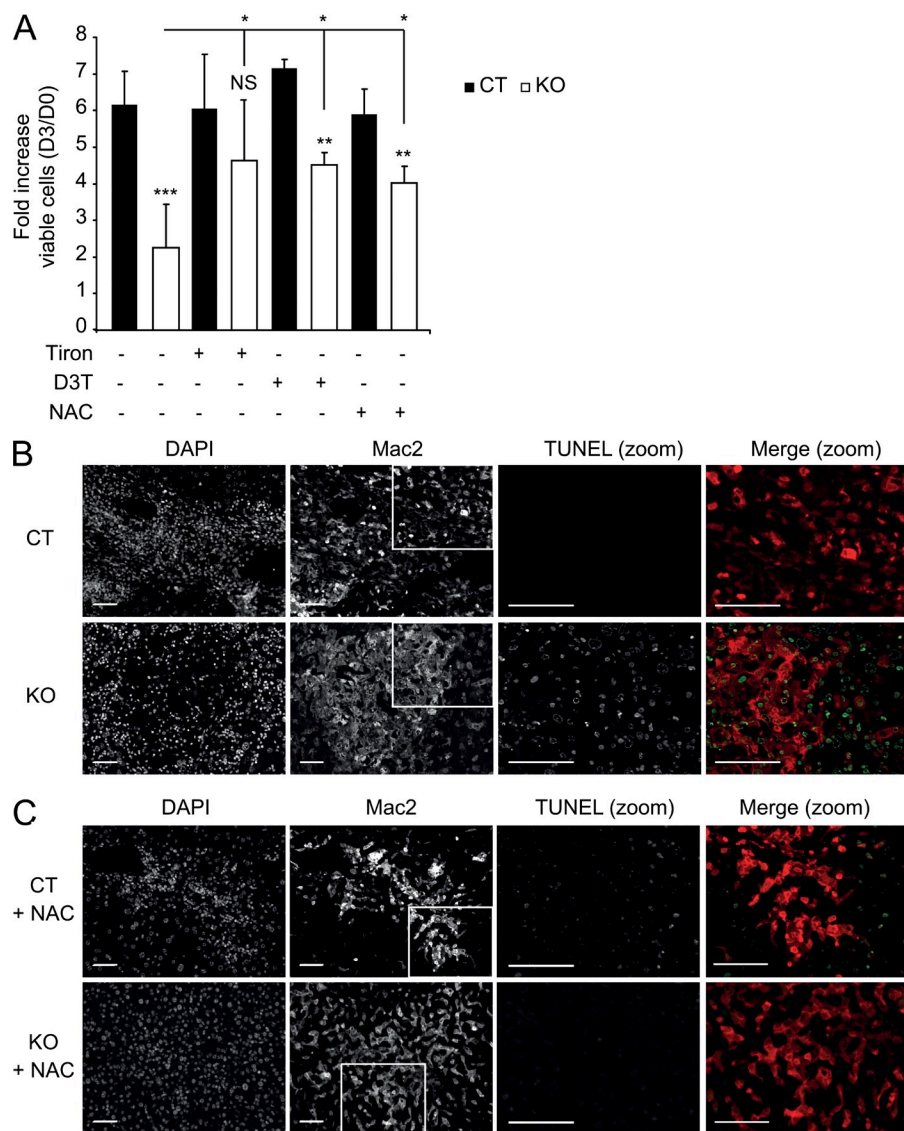 A
* * *
Fold increase
viable cells (D3/D0)
8
7
6
5
4
3
2
1
0
*** NS ** **
CT KO
Tiron - - + + - - - -
D3T - - - - + + - -
NAC - - - - - - + +
B
DAPI Mac2 TUNEL (zoom) Merge (zoom)
CT
KO
C
DAPI Mac2 TUNEL (zoom) Merge (zoom)
CT
+ NAC
KO
+ NAC